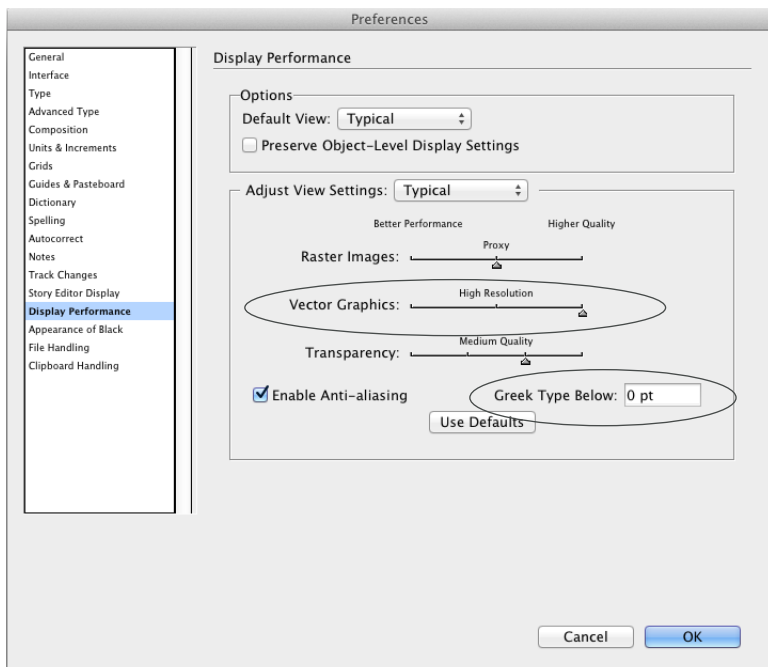 Preferences
General
Interface
Type
Advanced Type
Composition
Units & Increments
Grids
Guides & Pasteboard
Dictionary
Spelling
Autocorrect
Notes
Track Changes
Story Editor Display
Display Performance
Appearance of Black
File Handling
Clipboard Handling
Display Performance
Options
Default View: Typical
Preserve Object-Level Display Settings
Adjust View Settings: Typical
Better Performance Higher Quality
Proxy
Raster Images:
High Resolution
Vector Graphics:
Medium Quality
Transparency:
Enable Anti-aliasing Greek Type Below: 0 pt
Use Defaults
Cancel OK